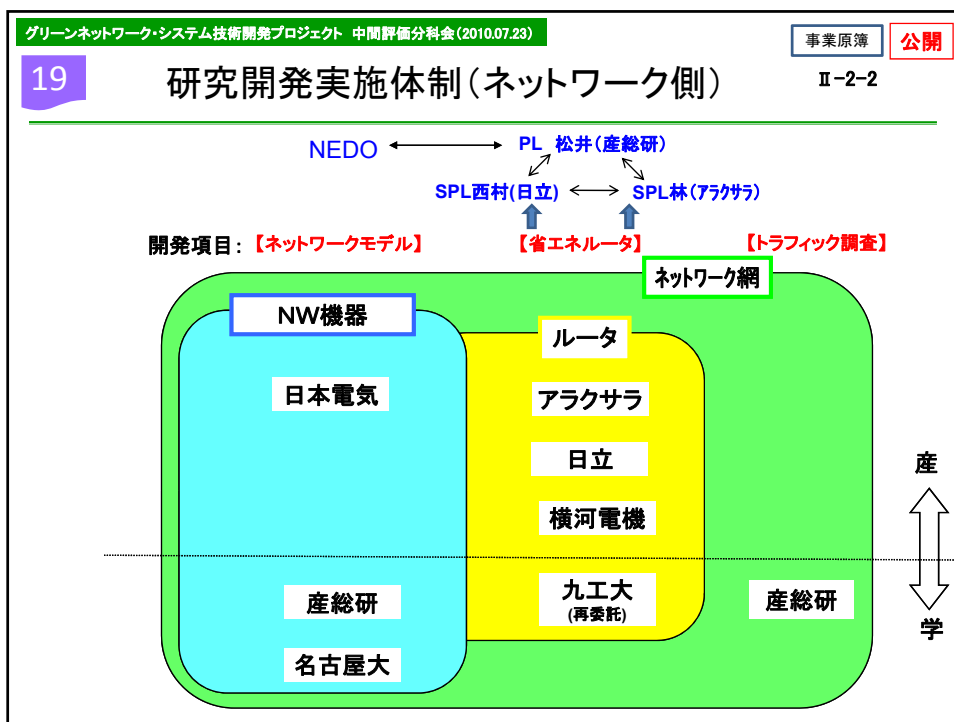 グリーンネットワーク・システム技術開発プロジェクト 中間評価分科会(2010.07.23)
事業原簿
公開
19
研究開発実施体制(ネットワーク側)
Ⅱ-2-2
NEDO
PL 松井(産総研)
SPL西村(日立)
SPL林(アラクサラ)
開発項目: 【ネットワークモデル】 【省エネルータ】 【トラフィック調査】
ネットワーク網
NW機器
ルータ
日本電気
アラクサラ
日立
産
横河電機
産総研
九工大
(再委託)
産総研
学
名古屋大